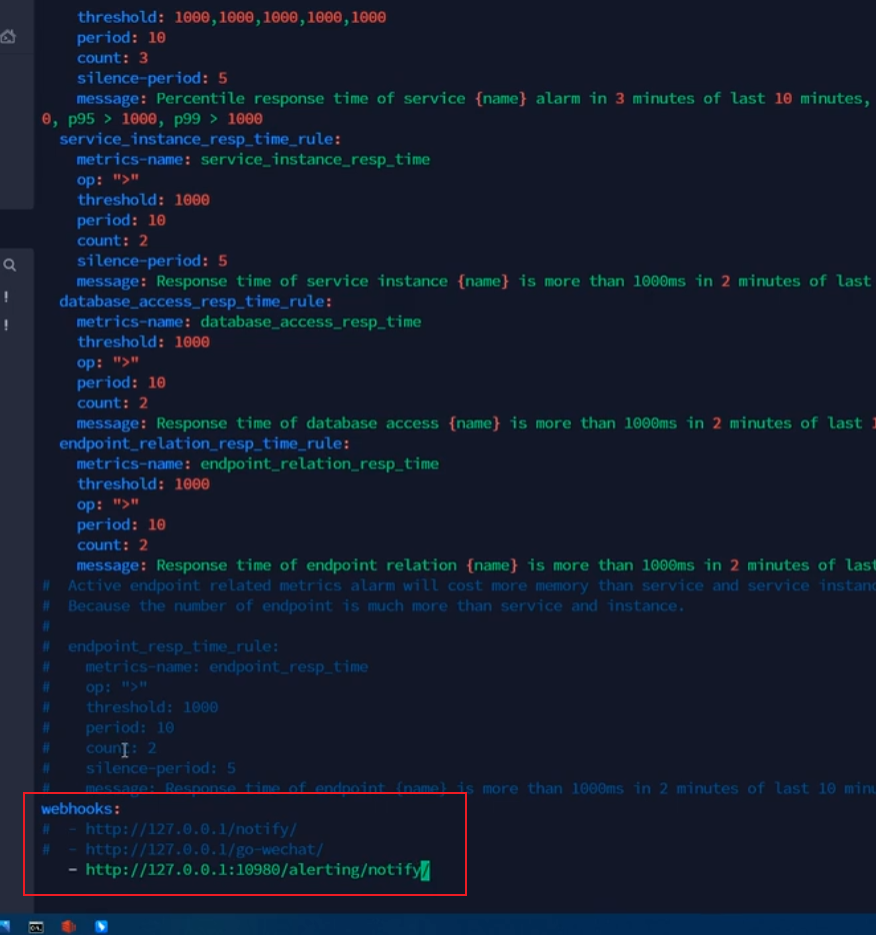 threshold: 1000,1000,1000,1000,1000
period: 10
count: 3
silence-period: 5
message: Percentile response time of service {name} alarm in 3 minutes of last 10 minutes,
0, p95 > 1000, p99 > 1000
service_instance_resp_time_rule:
metrics-name: service_instance_resp_time
op: ">"
threshold: 1000
period: 10
count: 2
silence-period: 5
message: Response time of service instance {name} is more than 1000ms in 2 minutes of last
database_access_resp_time_rule:
metrics-name: database_access_resp_time
threshold: 1000
op: ">"
period: 10
count: 2
message: Response time of database access {name} is more than 1000ms in 2 minutes of last 1
endpoint_relation_resp_time_rule:
metrics-name: endpoint_relation_resp_time
threshold: 1000
op: ">"
period: 10
count: 2
message: Response time of endpoint relation {name} is more than 1000ms in 2 minutes of last
# Active endpoint related metrics alarm will cost more memory than service and service instanc
# Because the number of endpoint is much more than service and instance.
#
# endpoint_resp_time_rule:
# metrics-name: endpoint_resp_time
# op: ">"
# threshold: 1000
# period: 10
# count: 2
# silence-period: 5
# message: Response time of endpoint {name} is more than 1000ms in 2 minutes of last 10 minu
webhooks:
# - http://127.0.0.1/notify/
# - http://127.0.0.1/go-wechat/
- http://127.0.0.1:10980/alerting/notify/